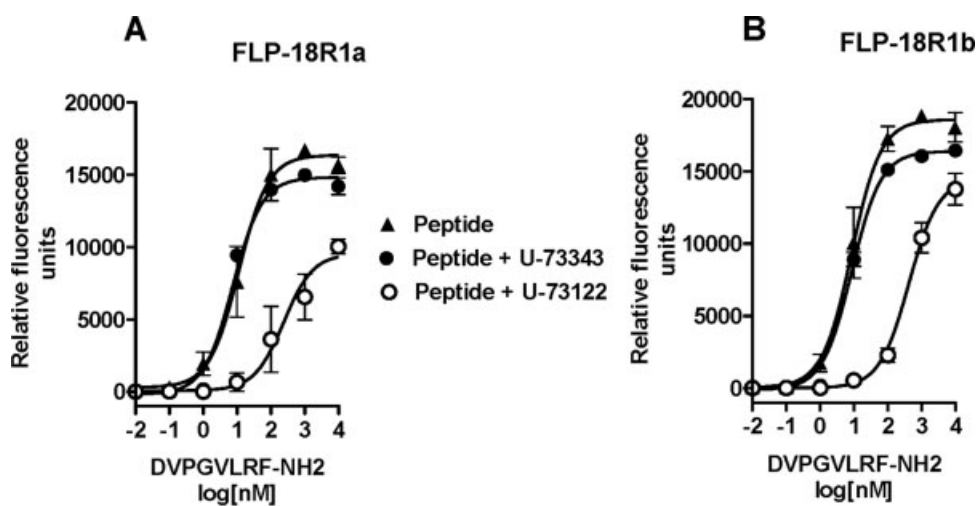 A
FLP-18R1a
Relative fluorescence
units
20000
15000
10000
5000
0
-2 -1 0 1 2 3 4
DVPGVLRF-NH2
log[nM]
Peptide
Peptide + U-73343
Peptide + U-73122
B
FLP-18R1b
Relative fluorescence
units
20000
15000
10000
5000
0
-2 -1 0 1 2 3 4
DVPGVLRF-NH2
log[nM]